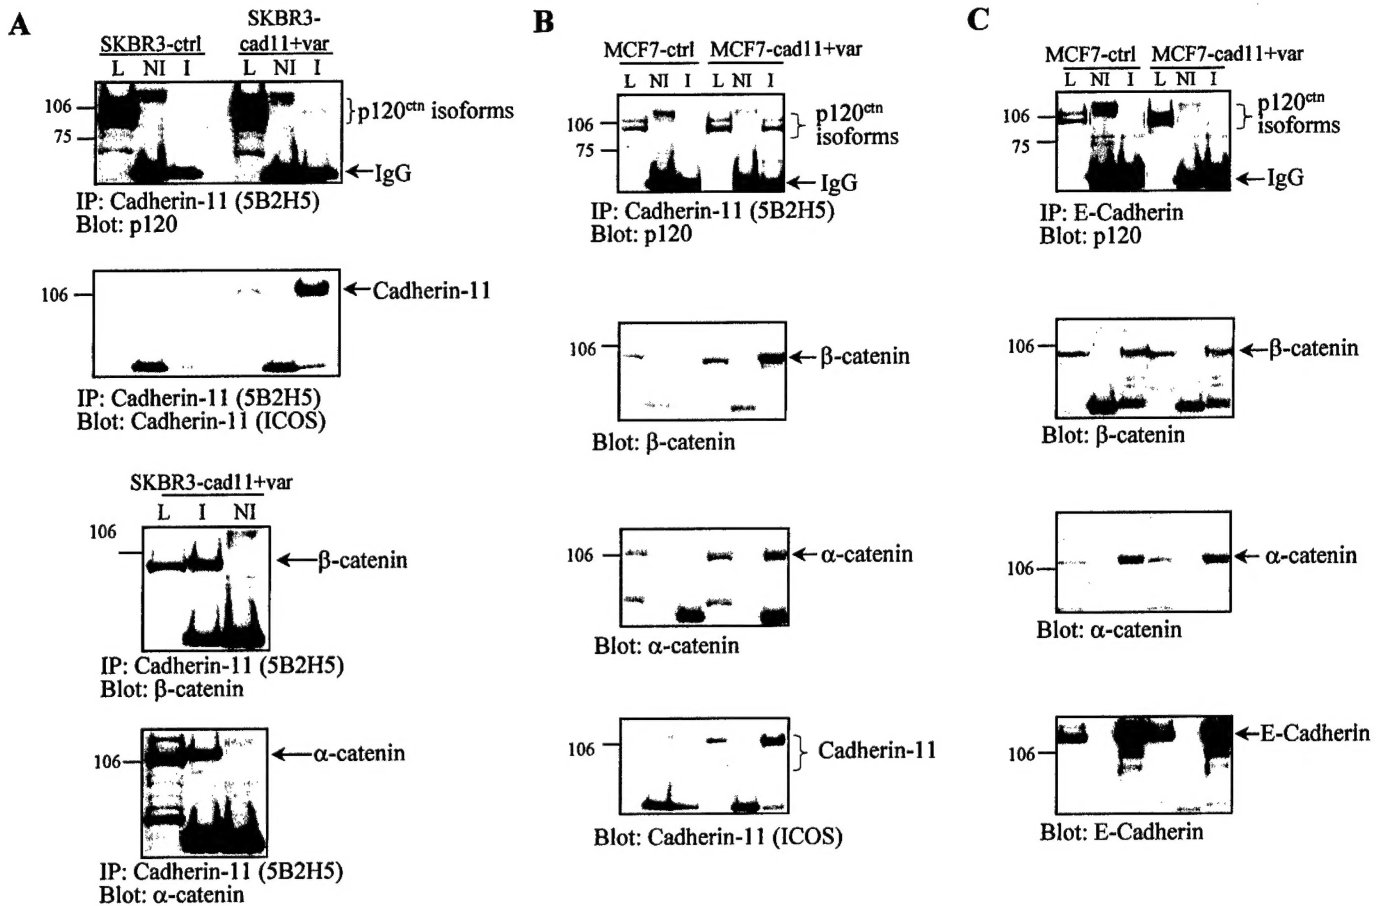 A
SKBR3-ctrl
SKBR3-
cad11+var
L NI I L NI I
106
75
p120ctn isoforms
IgG
IP: Cadherin-11 (5B2H5)
Blot: p120
106
Cadherin-11
IP: Cadherin-11 (5B2H5)
Blot: Cadherin-11 (ICOS)
SKBR3-cad11+var
L I NI
106
β-catenin
IP: Cadherin-11 (5B2H5)
Blot: β-catenin
106
α-catenin
IP: Cadherin-11 (5B2H5)
Blot: α-catenin
B
MCF7-ctrl MCF7-cad11+var
L NI I L NI I
106
75
p120ctn
isoforms
IgG
IP: Cadherin-11 (5B2H5)
Blot: p120
106
β-catenin
Blot: β-catenin
106
α-catenin
Blot: α-catenin
106
Cadherin-11
Blot: Cadherin-11 (ICOS)
C
MCF7-ctrl MCF7-cad11+var
L NI I L NI I
106
75
p120ctn
isoforms
IgG
IP: E-Cadherin
Blot: p120
106
β-catenin
Blot: β-catenin
106
α-catenin
Blot: α-catenin
106
E-Cadherin
Blot: E-Cadherin